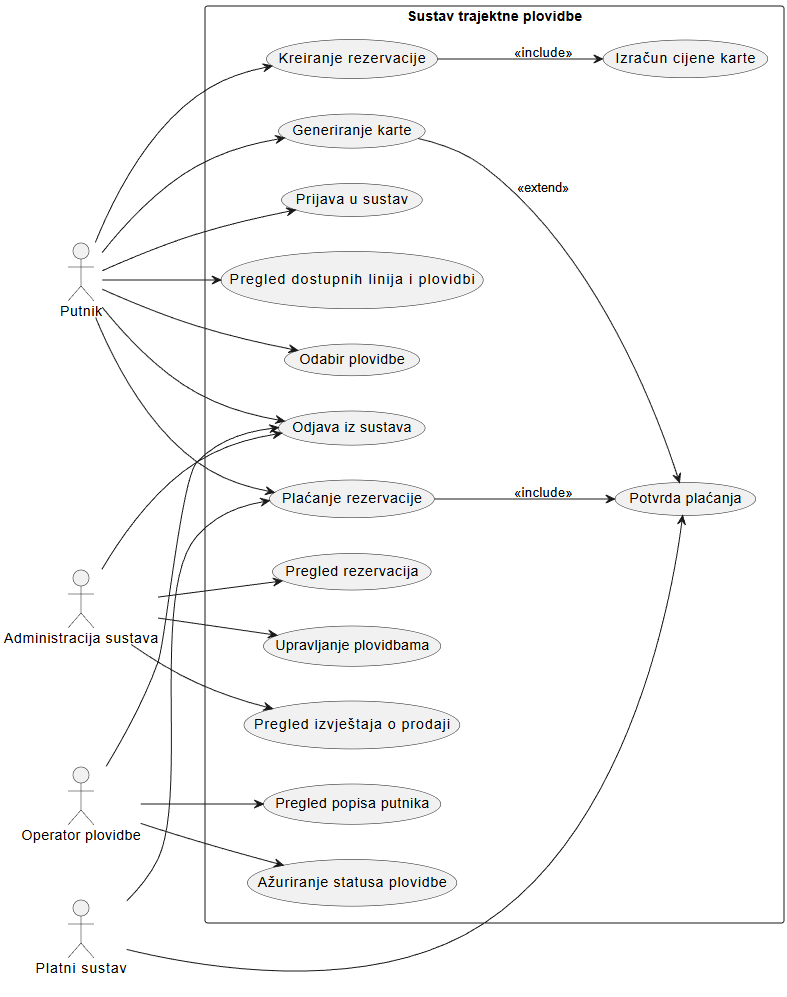 Sustav trajektne plovidbe
Kreiranje rezervacije
«include»
Izračun cijene karte
Generiranje karte
«extend»
Prijava u sustav
Pregled dostupnih linija i plovidbi
Putnik
Odabir plovidbe
Odjava iz sustava
Plaćanje rezervacije
«include»
Potvrda plaćanja
Pregled rezervacija
Administracija sustava
Upravljanje plovidbama
Pregled izvještaja o prodaji
Pregled popisa putnika
Operator plovidbe
Ažuriranje statusa plovidbe
Platni sustav